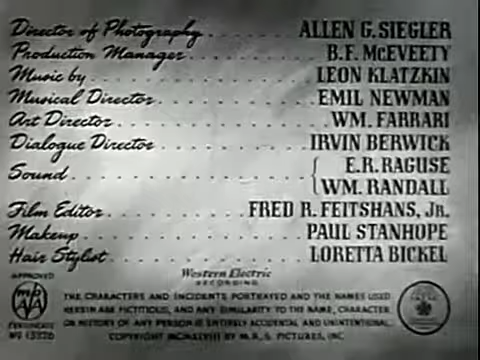 Director of Photography . . . . . . . ALLEN G. SIEGLER
Production Manager . . . . . . . . . B. F. McEVEETY
Music by . . . . . . . . . . . . . . . LEON KLATZKIN
Musical Director . . . . . . . . . . . EMIL NEWMAN
Art Director . . . . . . . . . . . . . WM. FARRARI
Dialogue Director . . . . . . . . . . IRVIN BERWICK
Sound . . . . . . . . . . . . . . . . E. R. RAGUSE
WM. RANDALL
Film Editor . . . . . . . . . FRED R. FEITSHANS, JR.
Makeup . . . . . . . . . . . . . . PAUL STANHOPE
Hair Stylist . . . . . . . . . . . . LORETTA BICKEL
Western Electric
RECORDING
APPROVED
MPAA
CERTIFICATE
THE CHARACTERS AND INCIDENTS PORTRAYED AND THE NAMES USED
HEREIN ARE FICTITIOUS, AND ANY SIMILARITY TO THE NAME, CHARACTER
OR HISTORY OF ANY PERSON IS ENTIRELY ACCIDENTAL AND UNINTENTIONAL.
COPYRIGHT MCMXLVIII BY M.R.S. PICTURES, INC